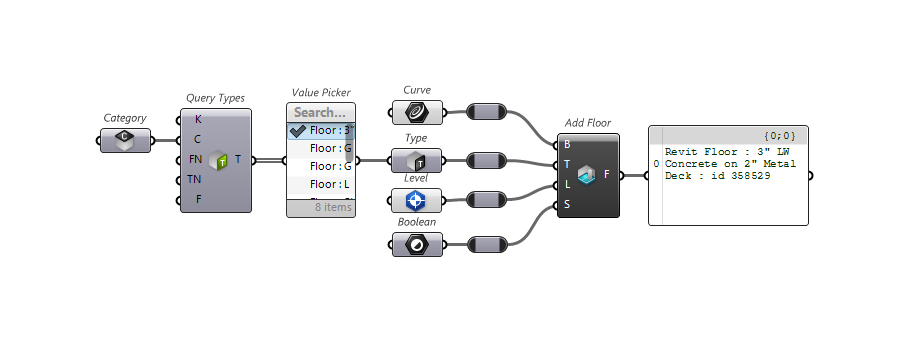 Category
Query Types
K
C
FN
TN
F
T
Value Picker
Search...
Floor : 3"
Floor : G
Floor : G
Floor : L
8 items
Curve
Type
Level
Boolean
Add Floor
B
T
L
S
F
{0;0}
0
Revit Floor : 3" LW
Concrete on 2" Metal
Deck : id 358529